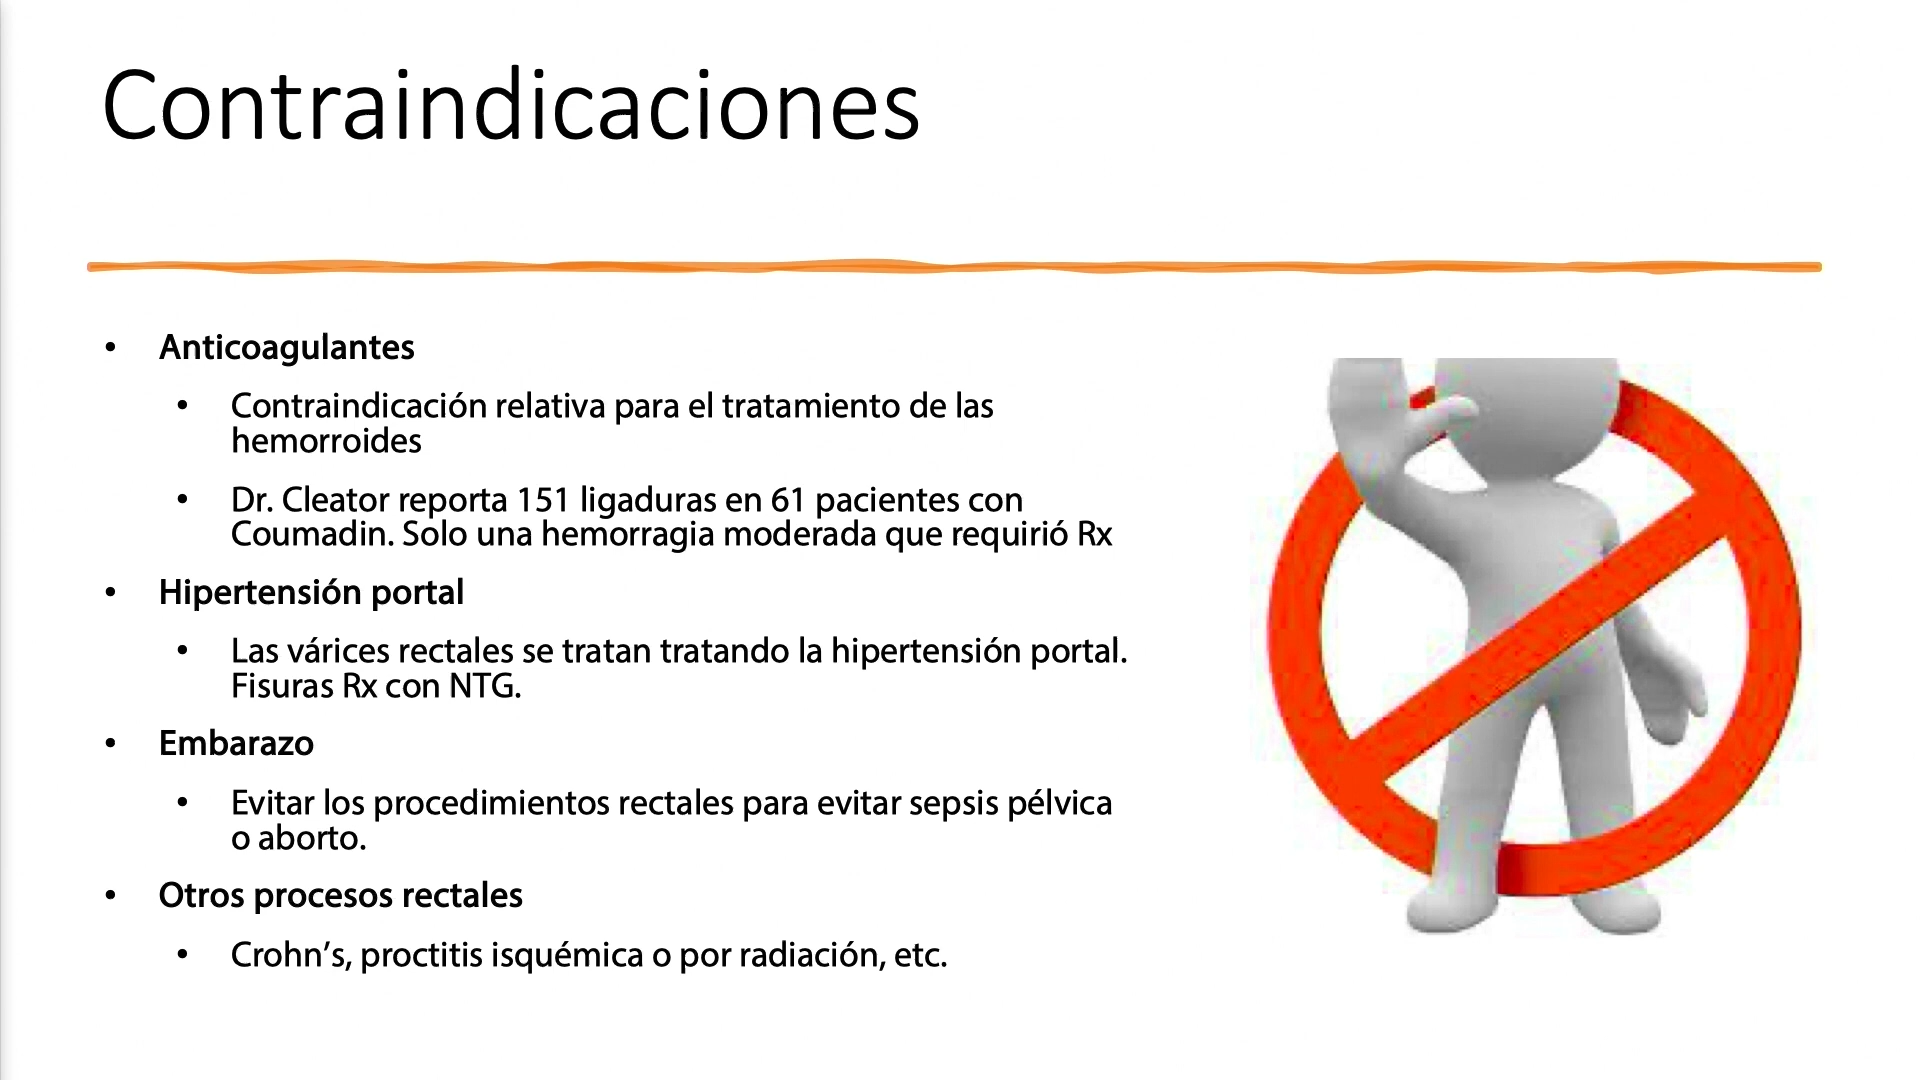 Contraindicaciones
• Anticoagulantes
• Contraindicación relativa para el tratamiento de las
hemorroides
• Dr. Cleator reporta 151 ligaduras en 61 pacientes con
Coumadin. Solo una hemorragia moderada que requirió Rx
• Hipertensión portal
• Las várices rectales se tratan tratando la hipertensión portal.
Fisuras Rx con NTG.
• Embarazo
• Evitar los procedimientos rectales para evitar sepsis pélvica
o aborto.
• Otros procesos rectales
• Crohn’s, proctitis isquémica o por radiación, etc.